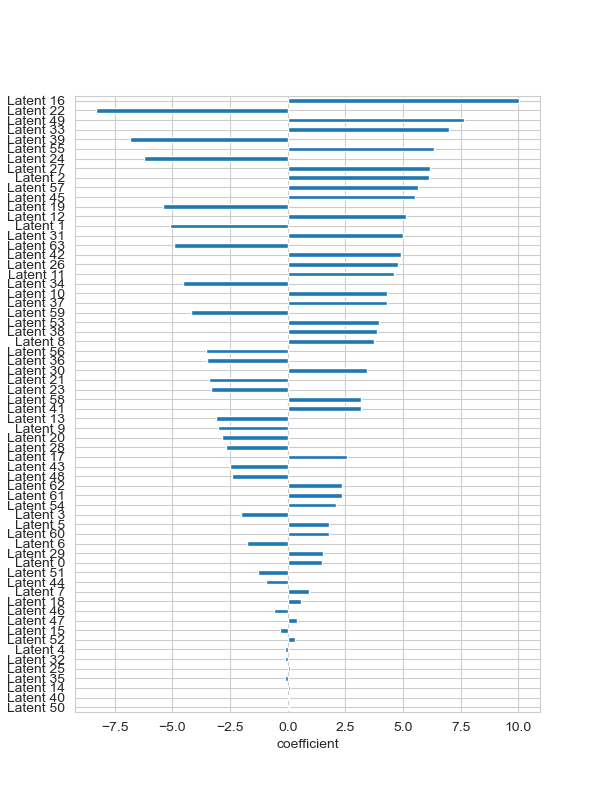 Latent 16
Latent 22
Latent 49
Latent 33
Latent 39
Latent 55
Latent 24
Latent 27
Latent 2
Latent 57
Latent 45
Latent 19
Latent 12
Latent 1
Latent 31
Latent 63
Latent 42
Latent 26
Latent 11
Latent 34
Latent 10
Latent 37
Latent 59
Latent 53
Latent 38
Latent 8
Latent 56
Latent 36
Latent 30
Latent 21
Latent 23
Latent 58
Latent 41
Latent 13
Latent 9
Latent 20
Latent 28
Latent 17
Latent 43
Latent 48
Latent 62
Latent 61
Latent 54
Latent 3
Latent 5
Latent 60
Latent 6
Latent 29
Latent 0
Latent 51
Latent 44
Latent 7
Latent 18
Latent 46
Latent 47
Latent 15
Latent 52
Latent 4
Latent 32
Latent 25
Latent 35
Latent 14
Latent 40
Latent 50
−7.5 −5.0 −2.5 0.0 2.5 5.0 7.5 10.0
coefficient